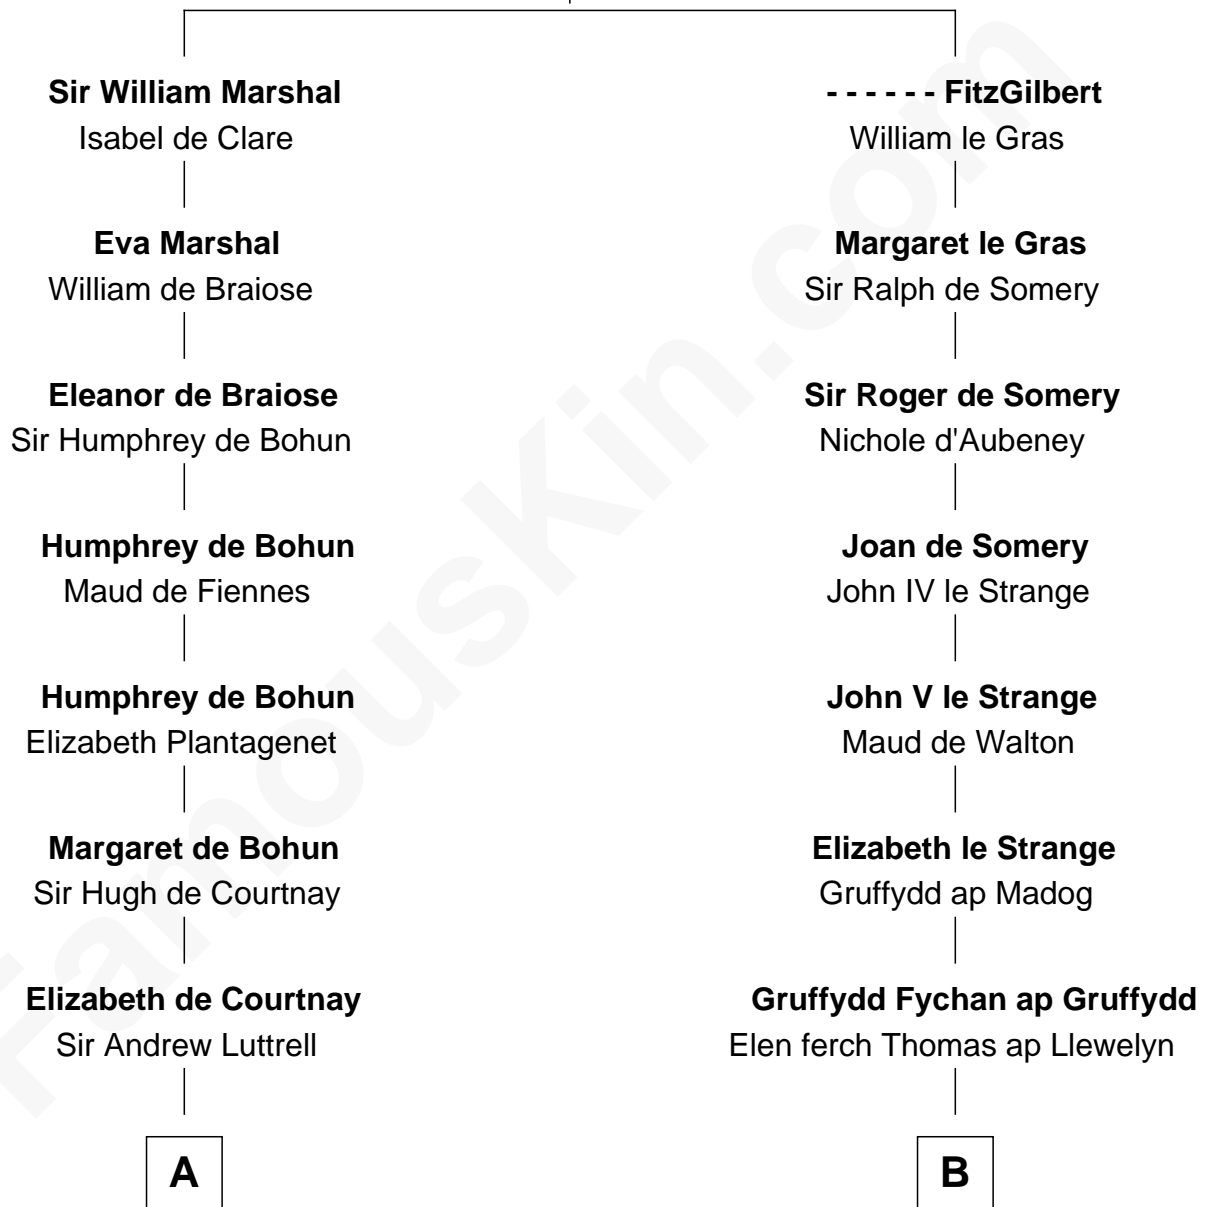 Sir William Marshal
Isabel de Clare
Eva Marshal
William de Braiose
Eleanor de Braiose
Sir Humphrey de Bohun
Humphrey de Bohun
Maud de Fiennes
Humphrey de Bohun
Elizabeth Plantagenet
Margaret de Bohun
Sir Hugh de Courtnay
Elizabeth de Courtnay
Sir Andrew Luttrell
A
- - - - - - FitzGilbert
William le Gras
Margaret le Gras
Sir Ralph de Somery
Sir Roger de Somery
Nichole d'Aubeney
Joan de Somery
John IV le Strange
John V le Strange
Maud de Walton
Elizabeth le Strange
Gruffydd ap Madog
Gruffydd Fychan ap Gruffydd
Elen ferch Thomas ap Llewelyn
B
FamousKin.com